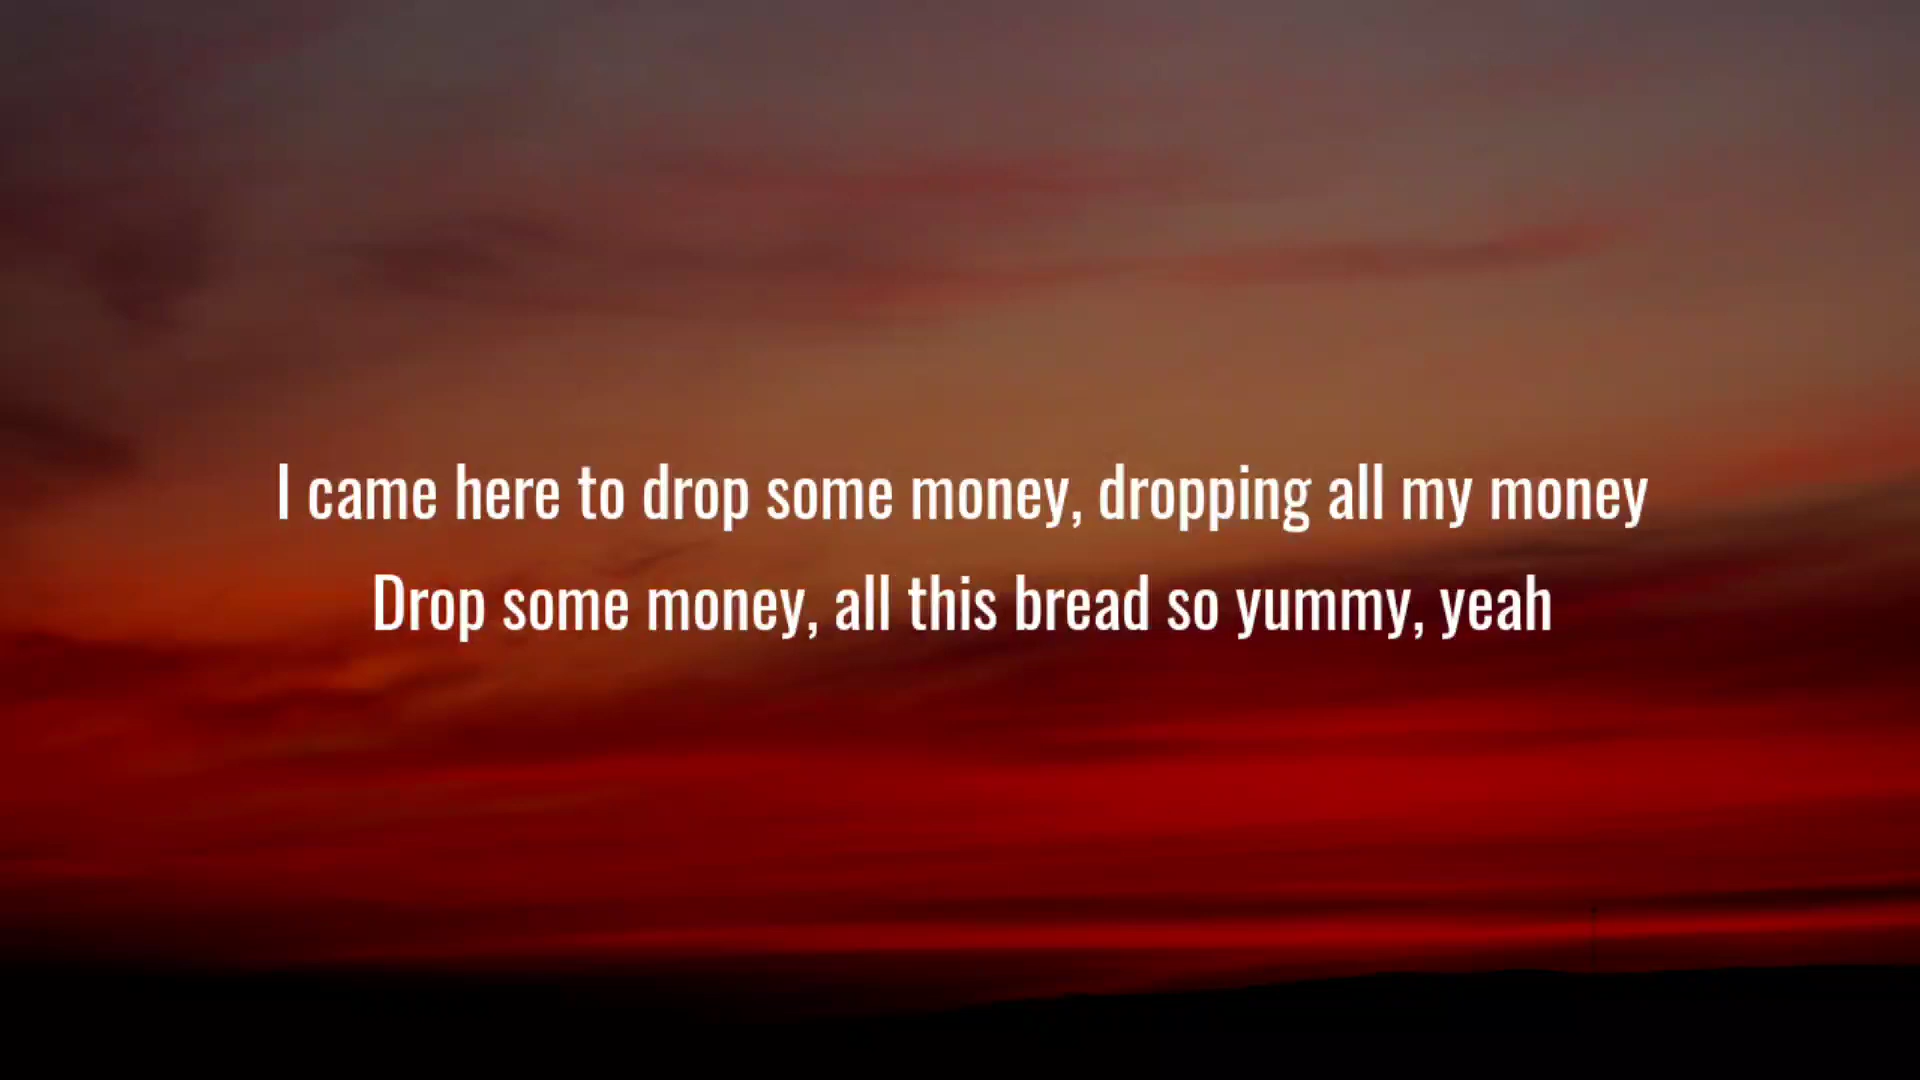 I came here to drop some money, dropping all my money
Drop some money, all this bread so yummy, yeah